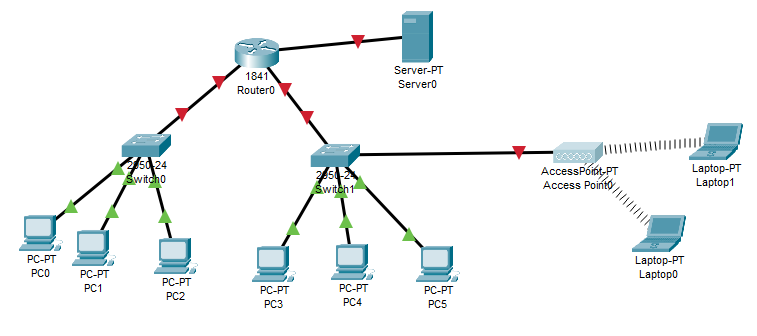 1841
Router0
Server-PT
Server0
2950-24
Switch0
2950-24
Switch1
AccessPoint-PT
Access Point0
Laptop-PT
Laptop1
Laptop-PT
Laptop0
PC-PT
PC0
PC-PT
PC1
PC-PT
PC2
PC-PT
PC3
PC-PT
PC4
PC-PT
PC5